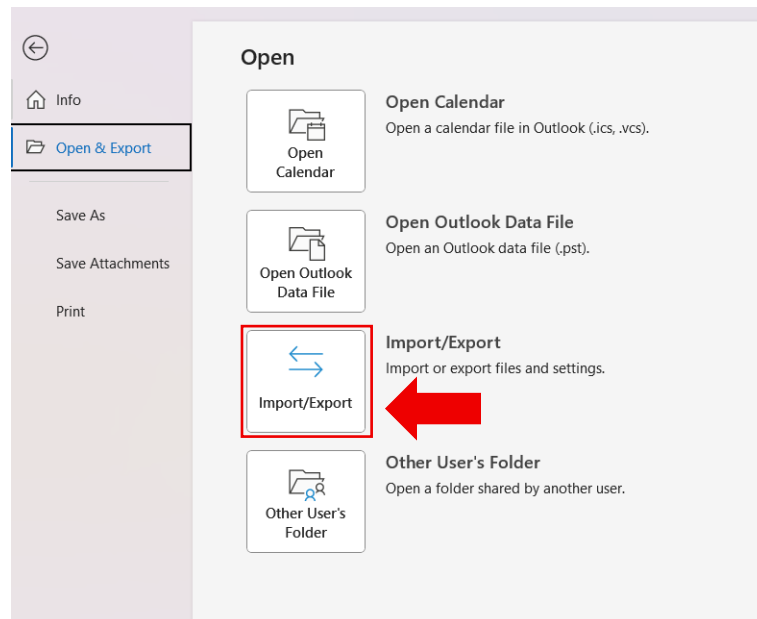 Info
Open & Export
Save As
Save Attachments
Print
Open
Open
Calendar
Open Calendar
Open a calendar file in Outlook (.ics, .vcs).
Open Outlook
Data File
Open Outlook Data File
Open an Outlook data file (.pst).
Import/Export
Import/Export
Import or export files and settings.
Other User's
Folder
Other User's Folder
Open a folder shared by another user.